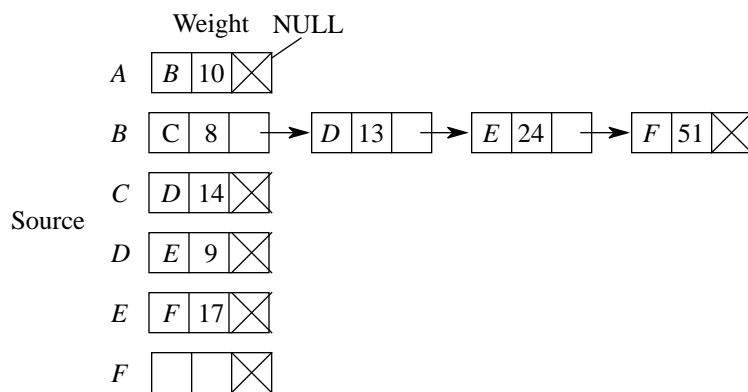 Weight NULL
A B 10
B C 8 D 13 E 24 F 51
C D 14
Source
D E 9
E F 17
F